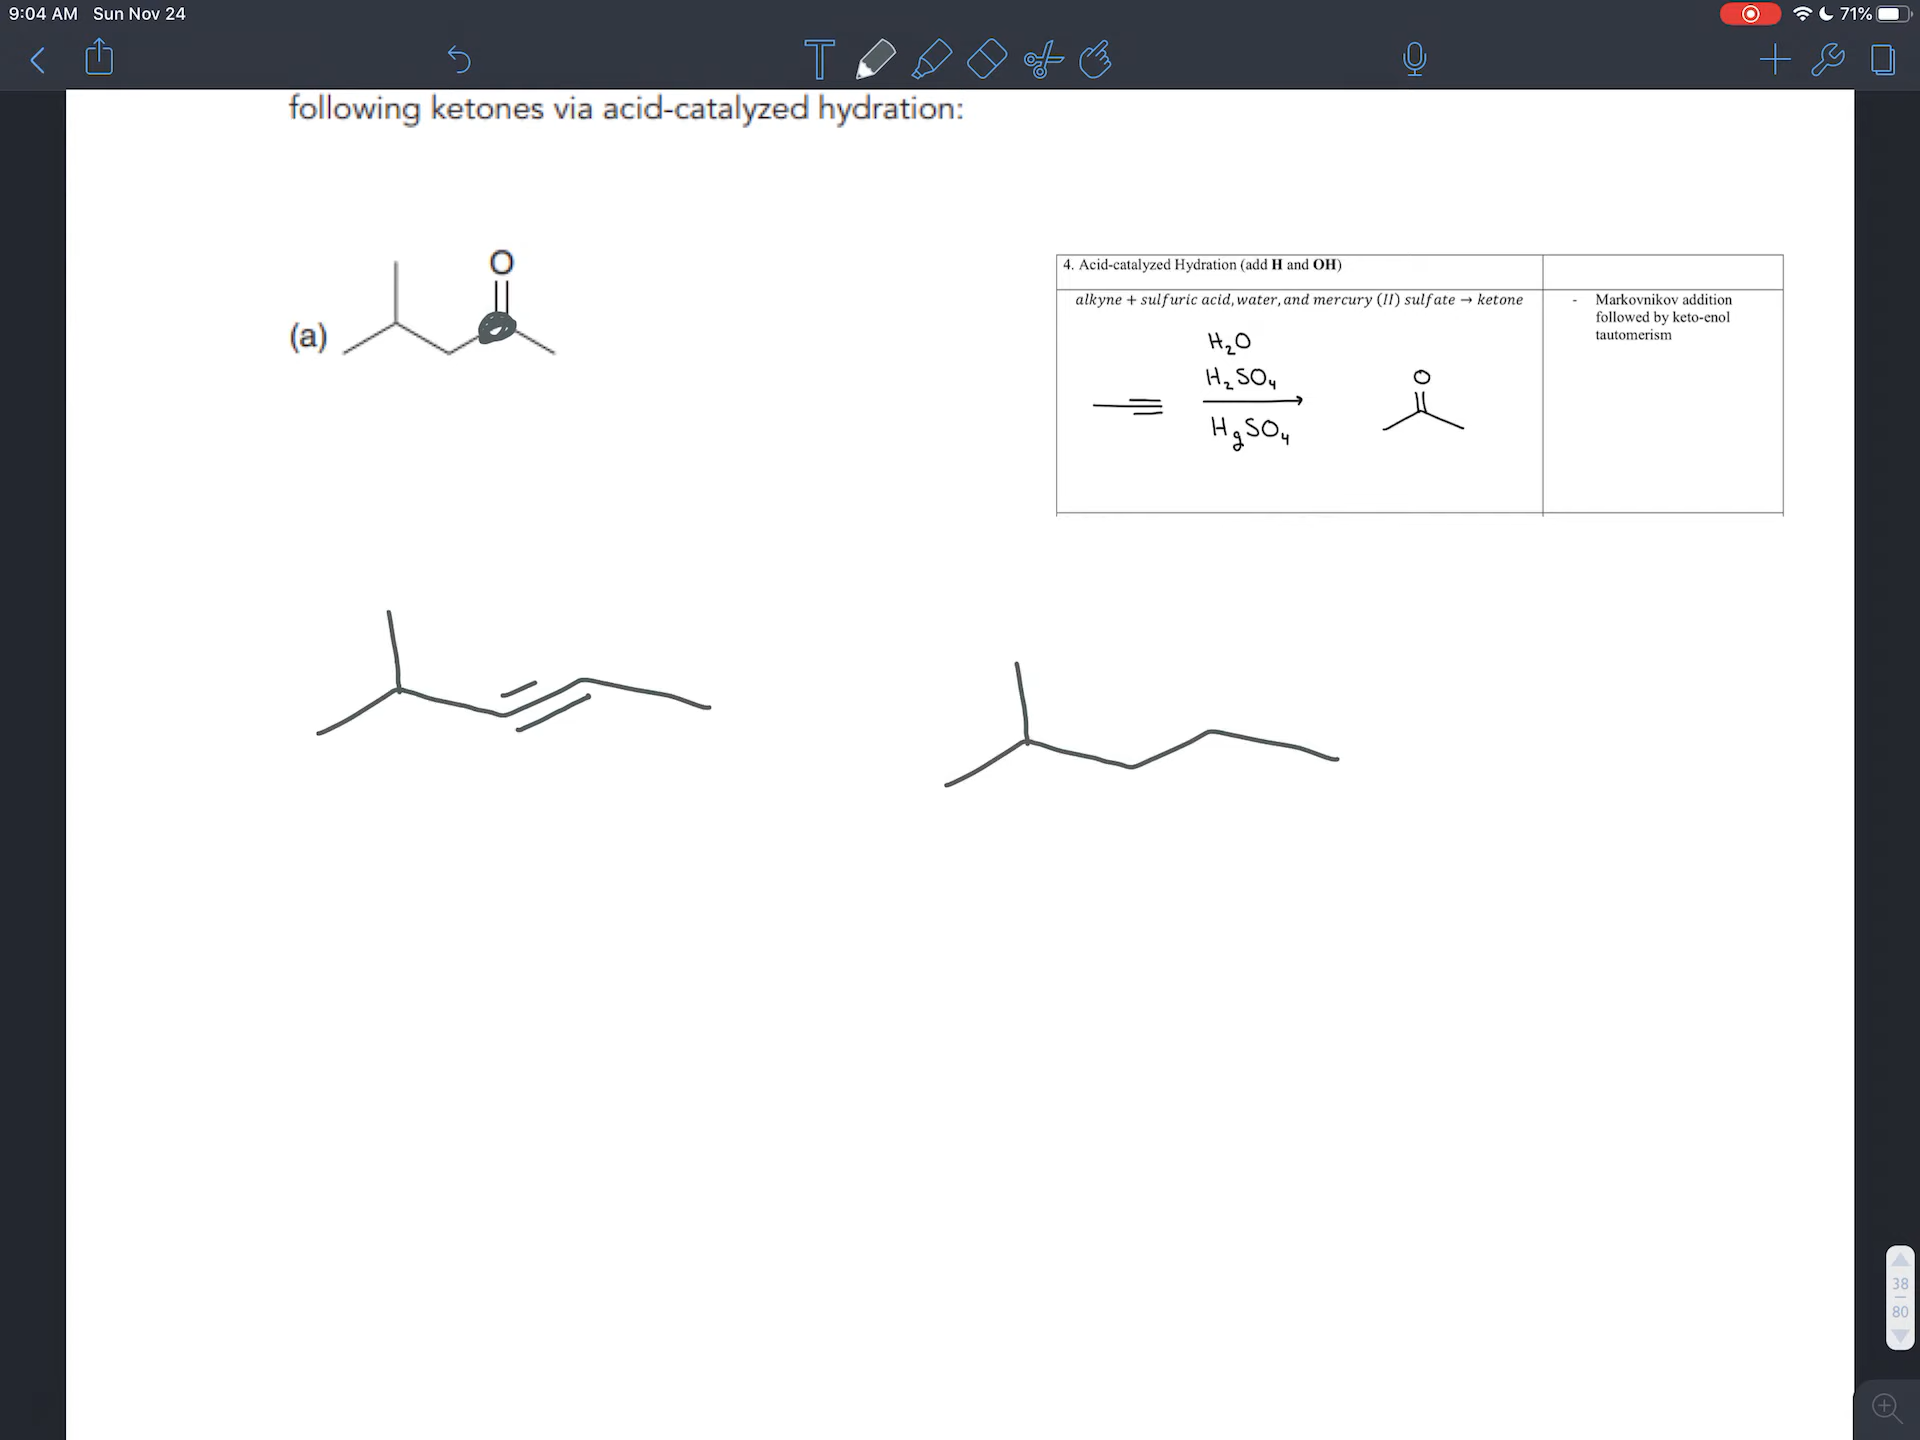 9:04 AM Sun Nov 24
71%
T
following ketones via acid-catalyzed hydration:
O
(a)
4. Acid-catalyzed Hydration (add H and OH)
alkyne + sulfuric acid, water, and mercury (II) sulfate → ketone
- Markovnikov addition
followed by keto-enol
tautomerism
H₂O
H₂SO₄
HgSO₄
O
38
80